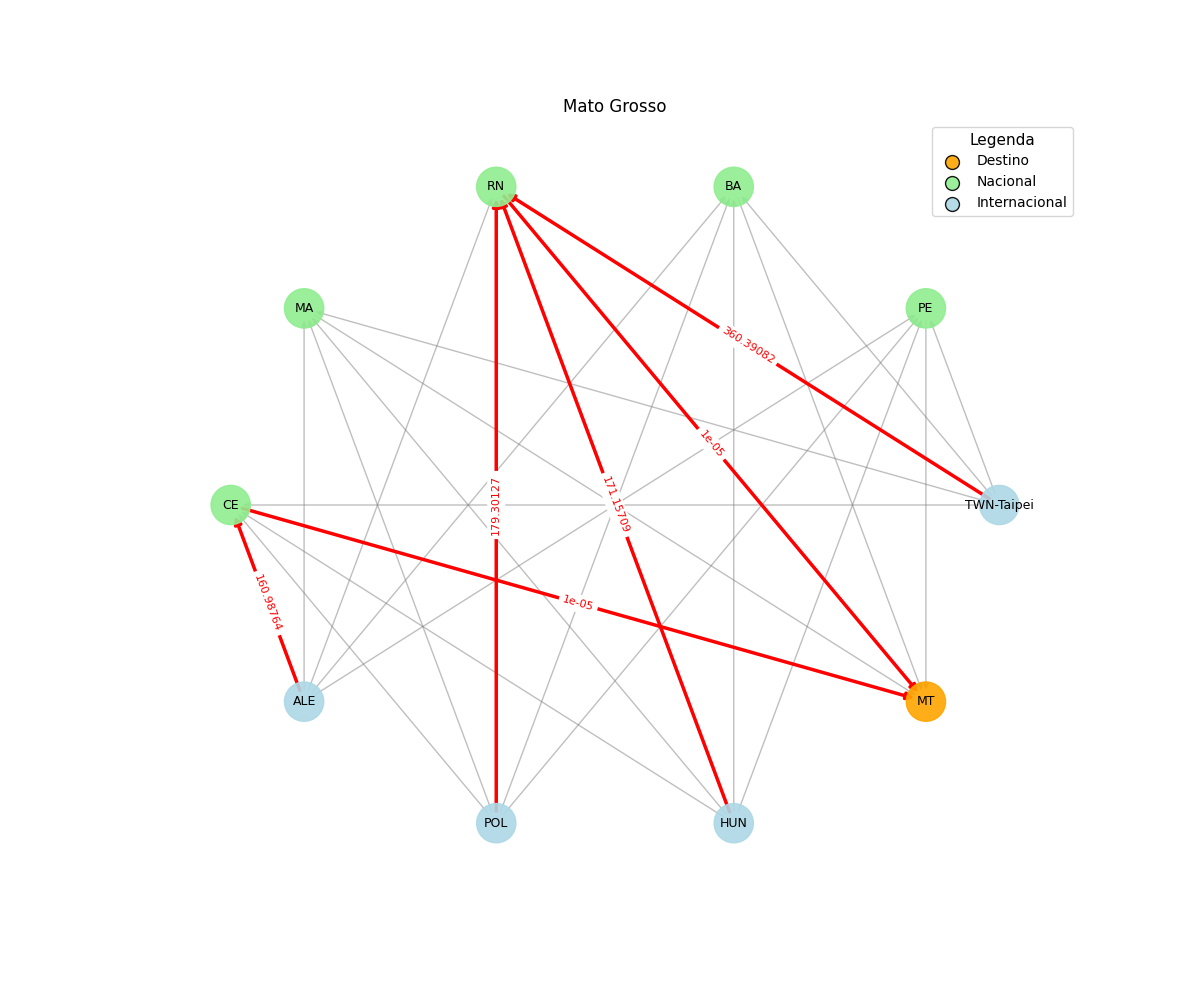 Mato Grosso
Legenda
Destino
Nacional
Internacional
RN
BA
MA
PE
360.39082
1e-05
179.30127
171.15709
CE
TWN-Taipei
160.98764
1e-05
ALE
MT
POL
HUN